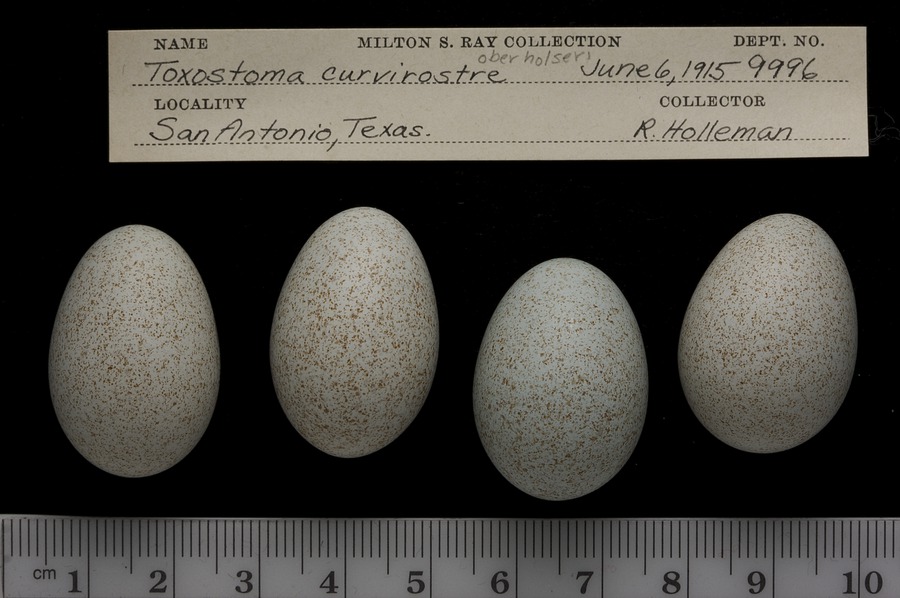 NAME MILTON S. RAY COLLECTION DEPT. NO.
oberholseri
Toxostoma curvirostre June 6, 1915 9996
LOCALITY COLLECTOR
San Antonio, Texas. R. Holleman
cm 1 2 3 4 5 6 7 8 9 10